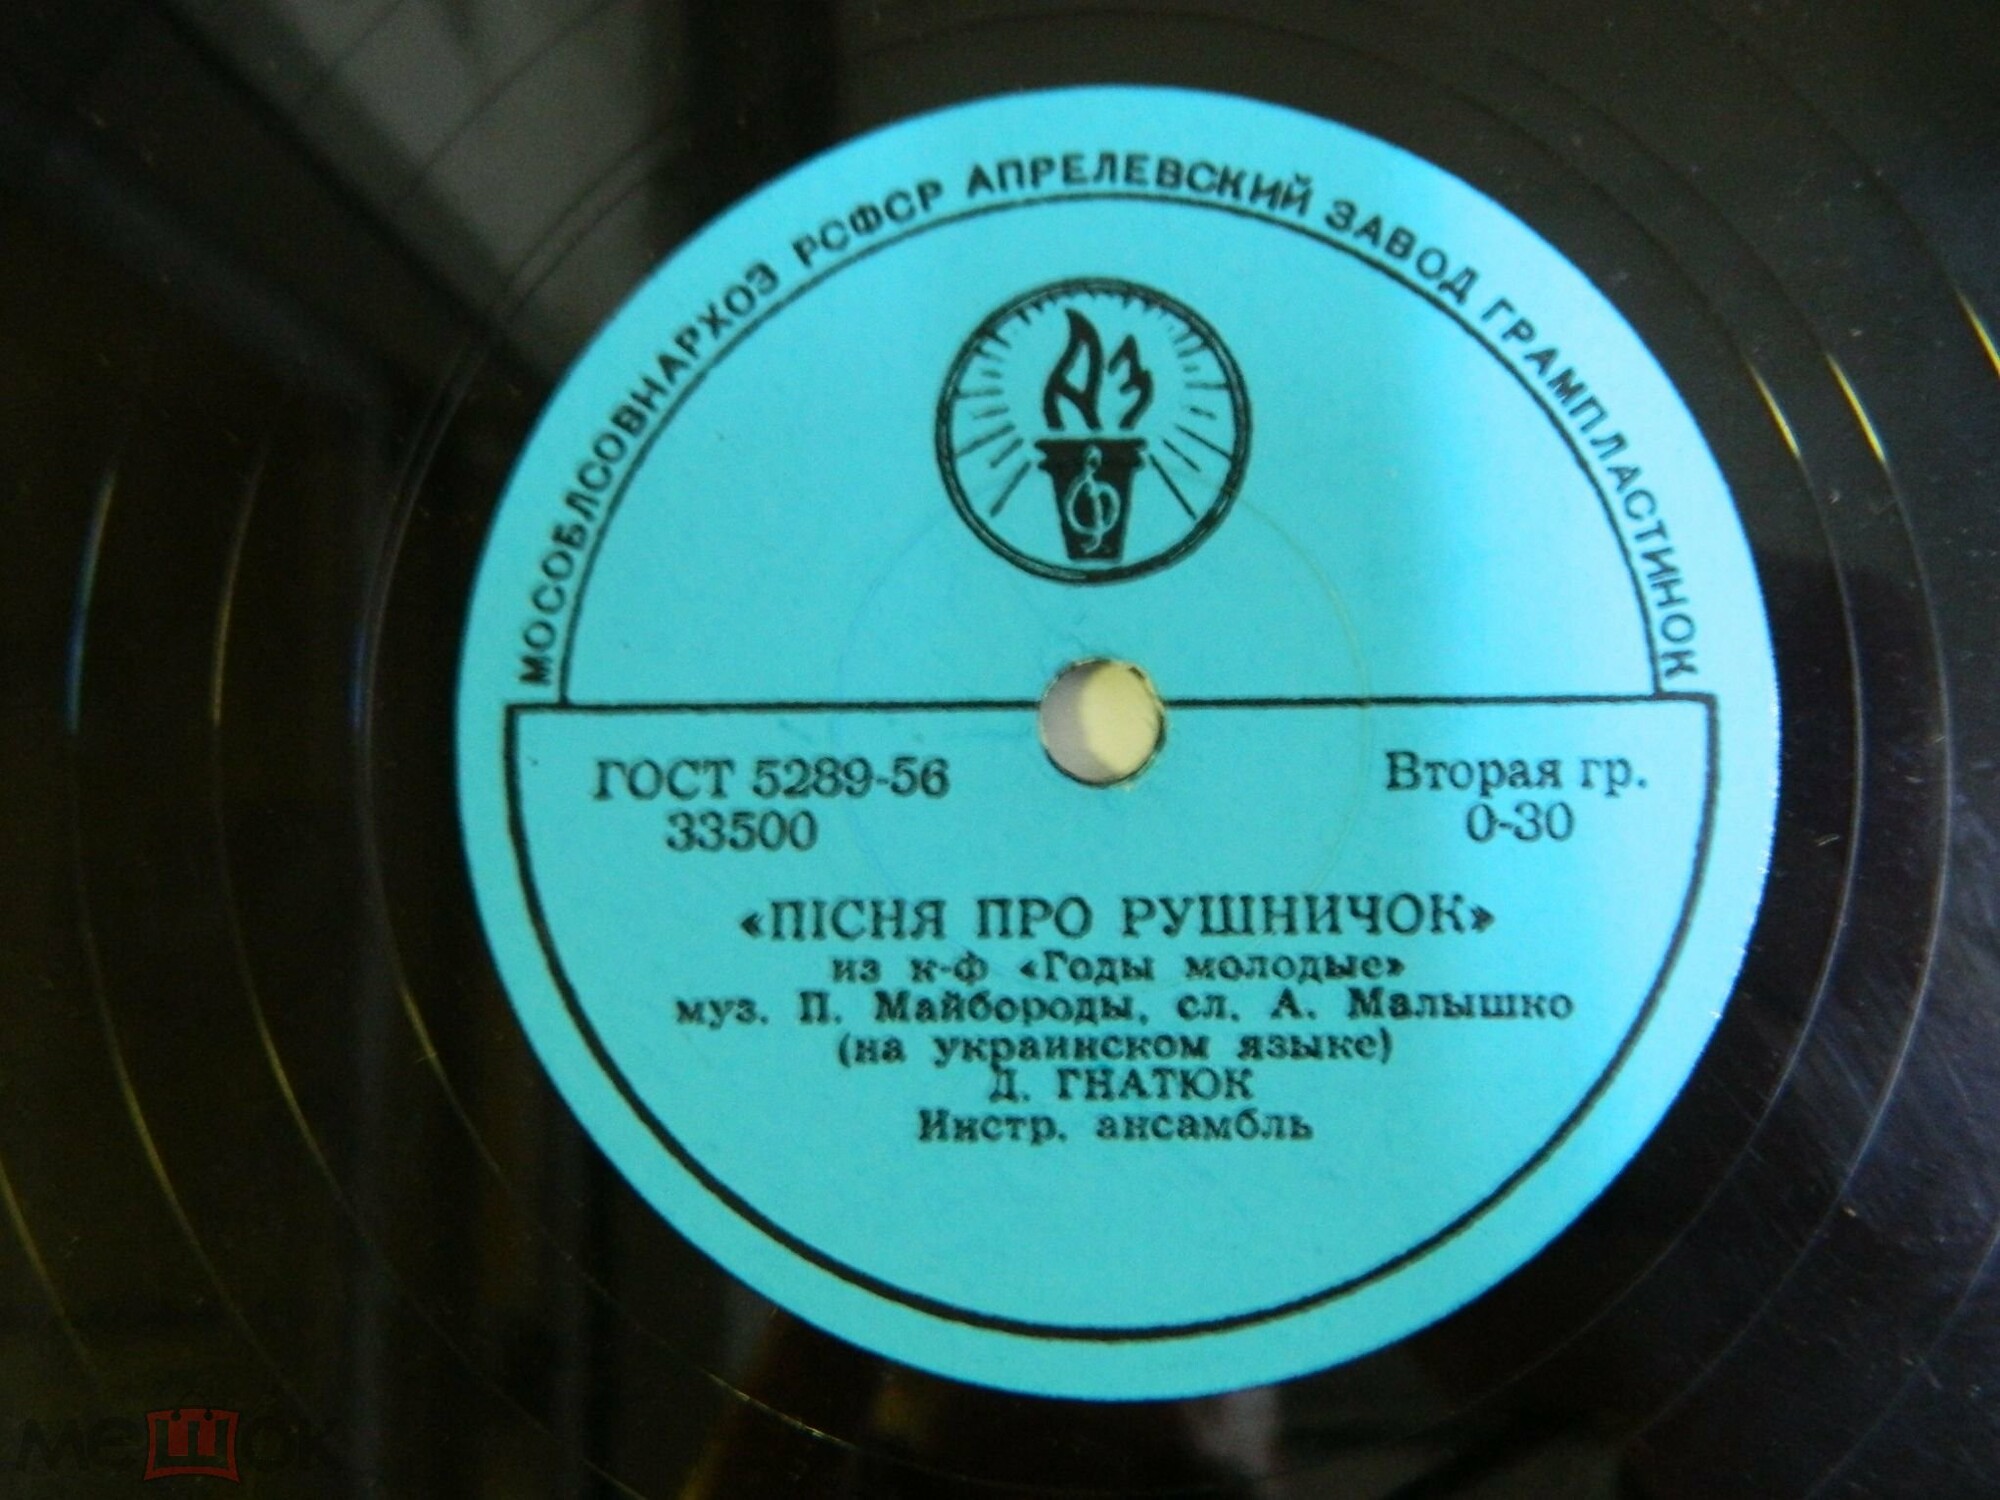 МОСОБЛСОВНАРХОЗ РСФСР АПРЕЛЕВСКИЙ ЗАВОД ГРАМПЛАСТИНОК
АЗ
ГОСТ 5289-56
33500
Вторая гр.
0-30
«ПІСНЯ ПРО РУШНИЧОК»
из к-ф «Годы молодые»
муз. П. Майбороды, сл. А. Малышко
(на украинском языке)
Д. ГНАТЮК
Инстр. ансамбль
мешок